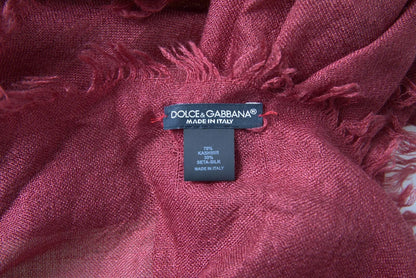 DOLCE&GABBANA®
MADE IN ITALY
70%
KASHMIR
30%
SETA-SILK
MADE IN ITALY